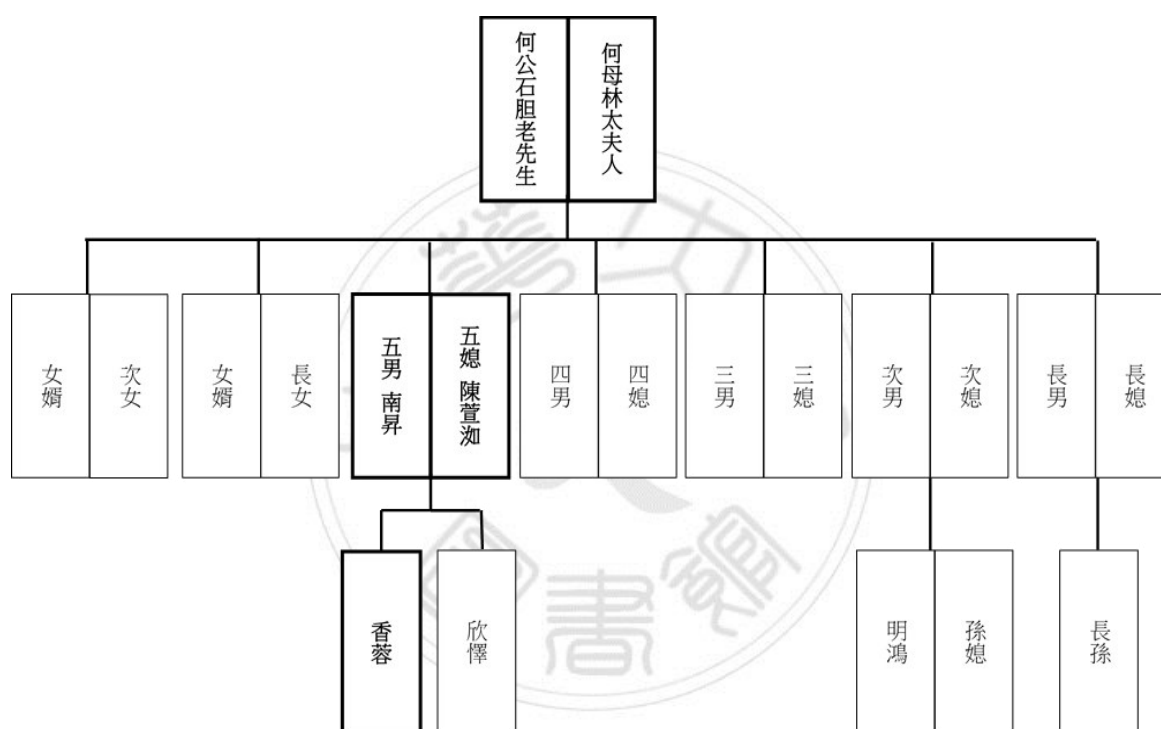 何公石胆老先生
何母林太夫人
女婿
次女
女婿
長女
五男 南昇
五媳 陳萱洳
四男
四媳
三男
三媳
次男
次媳
長男
長媳
香蓉
欣懌
明鴻
孫媳
長孫